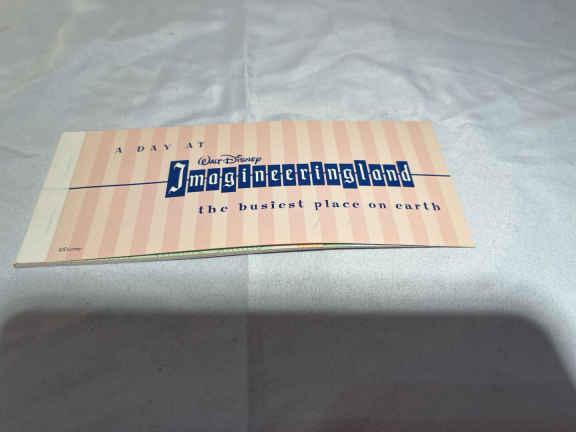 A DAY AT
WALT DISNEY
Imagineeringland
the busiest place on earth
©Disney